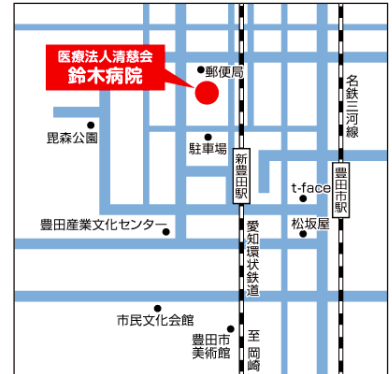 医療法人清慈会
鈴木病院
郵便局
名鉄三河線
毘森公園
駐車場
新豊田駅
豊田市駅
t-face
豊田産業文化センター
松坂屋
愛知環状鉄道
市民文化会館
豊田市
美術館
至 岡崎